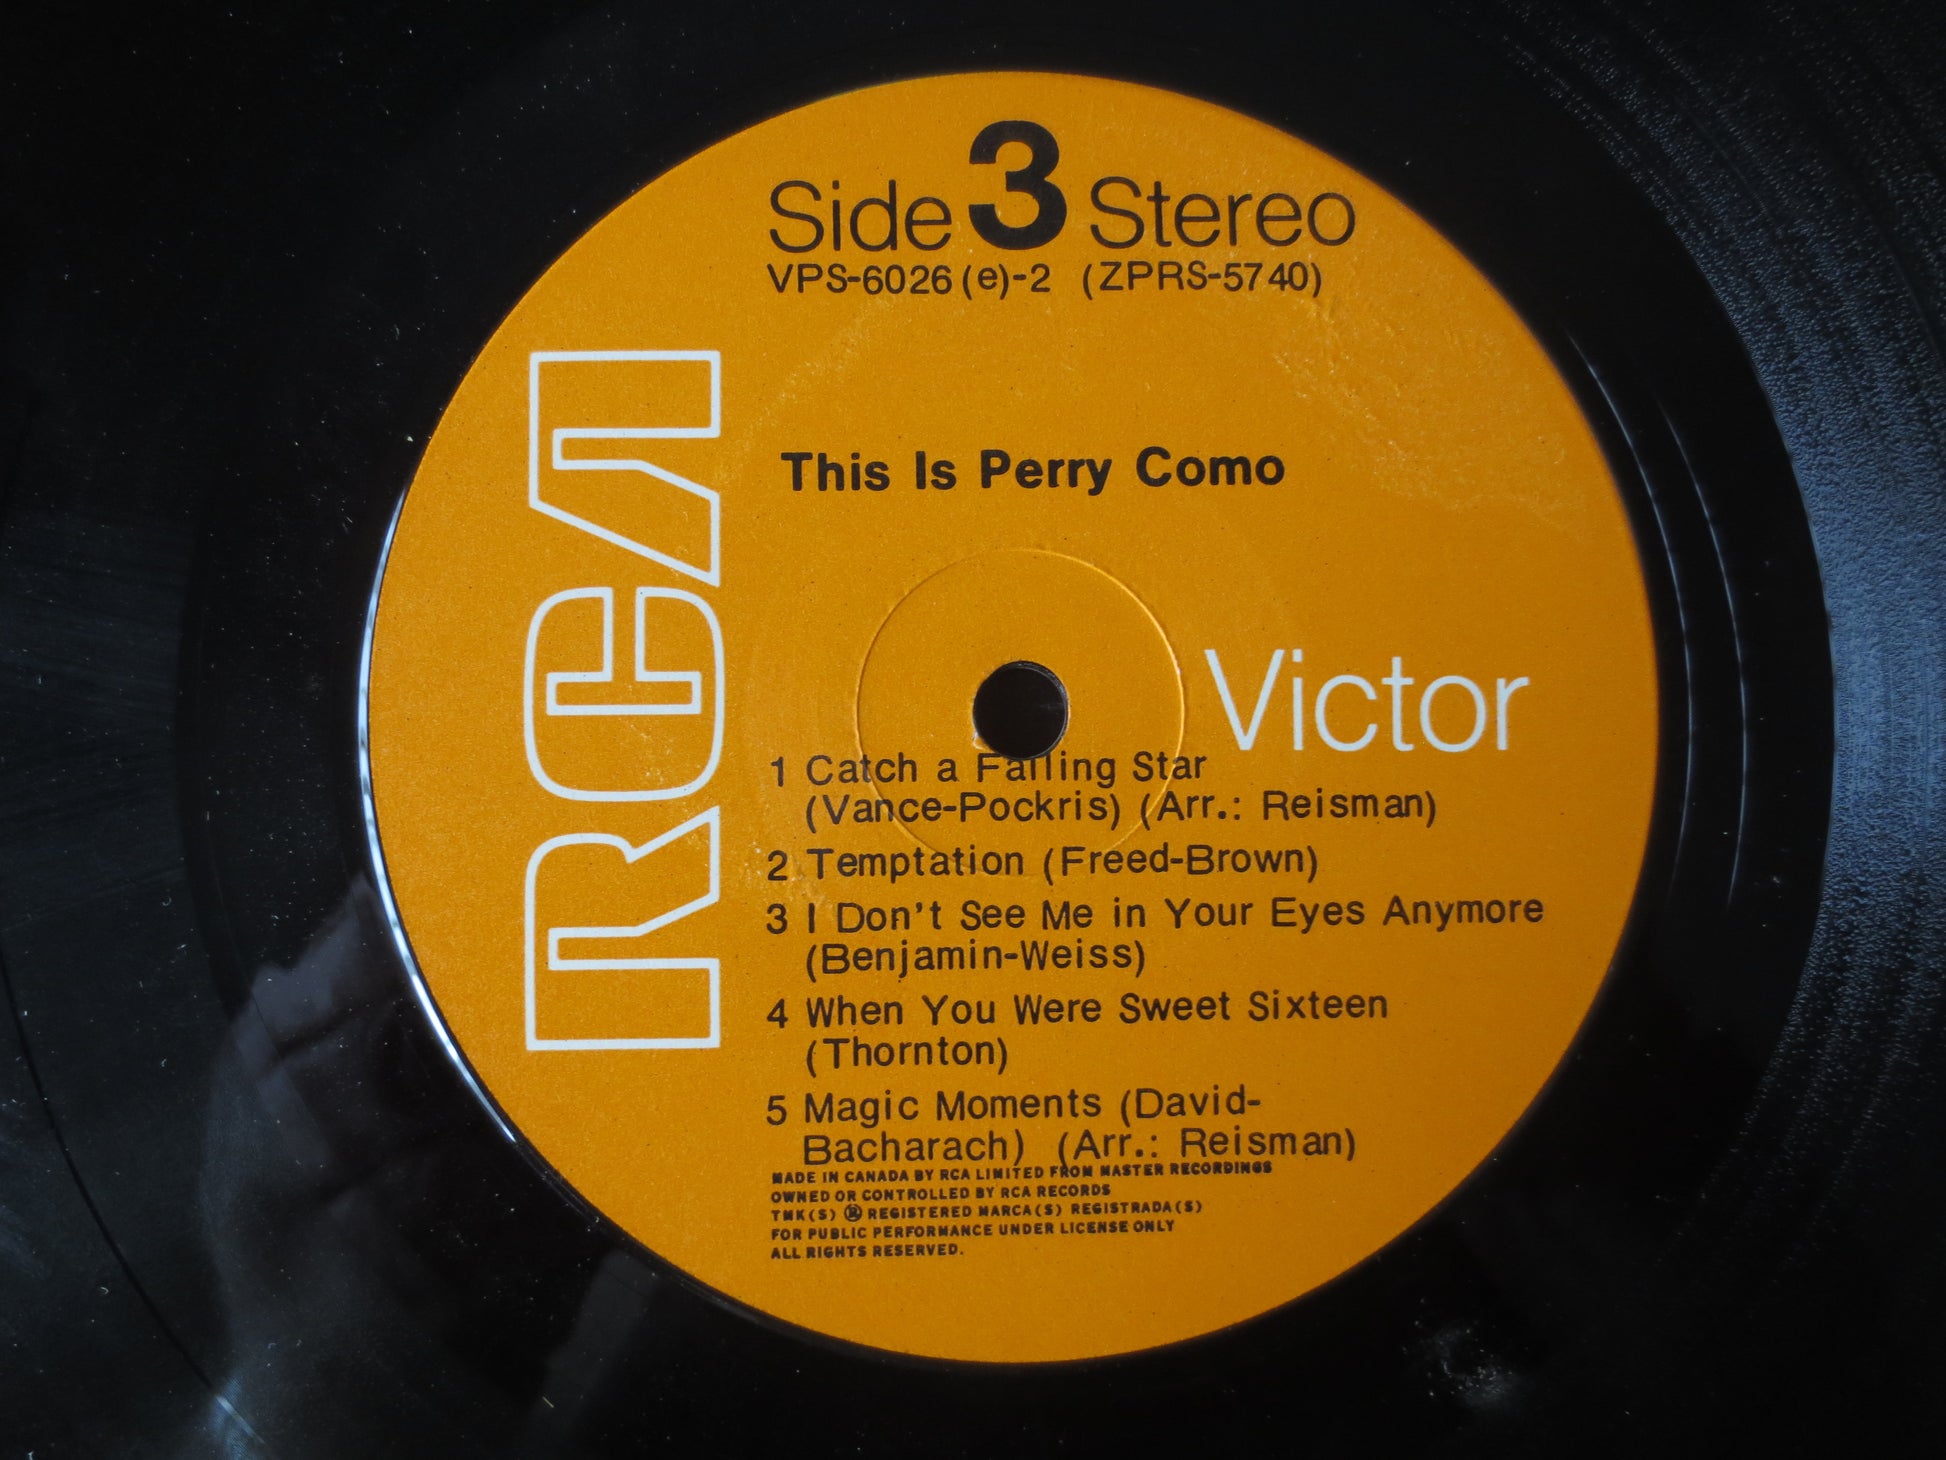 Side 3 Stereo
VPS-6026(e)-2 (ZPRS-5740)
RCA
This Is Perry Como
Victor
1 Catch a Falling Star
(Vance-Pockris) (Arr.: Reisman)
2 Temptation (Freed-Brown)
3 I Don't See Me in Your Eyes Anymore
(Benjamin-Weiss)
4 When You Were Sweet Sixteen
(Thornton)
5 Magic Moments (David-
Bacharach) (Arr.: Reisman)
MADE IN CANADA BY RCA LIMITED FROM MASTER RECORDINGS
OWNED OR CONTROLLED BY RCA RECORDS
TMK(S) ® REGISTERED MARCA(S) REGISTRADA(S)
FOR PUBLIC PERFORMANCE UNDER LICENSE ONLY
ALL RIGHTS RESERVED.